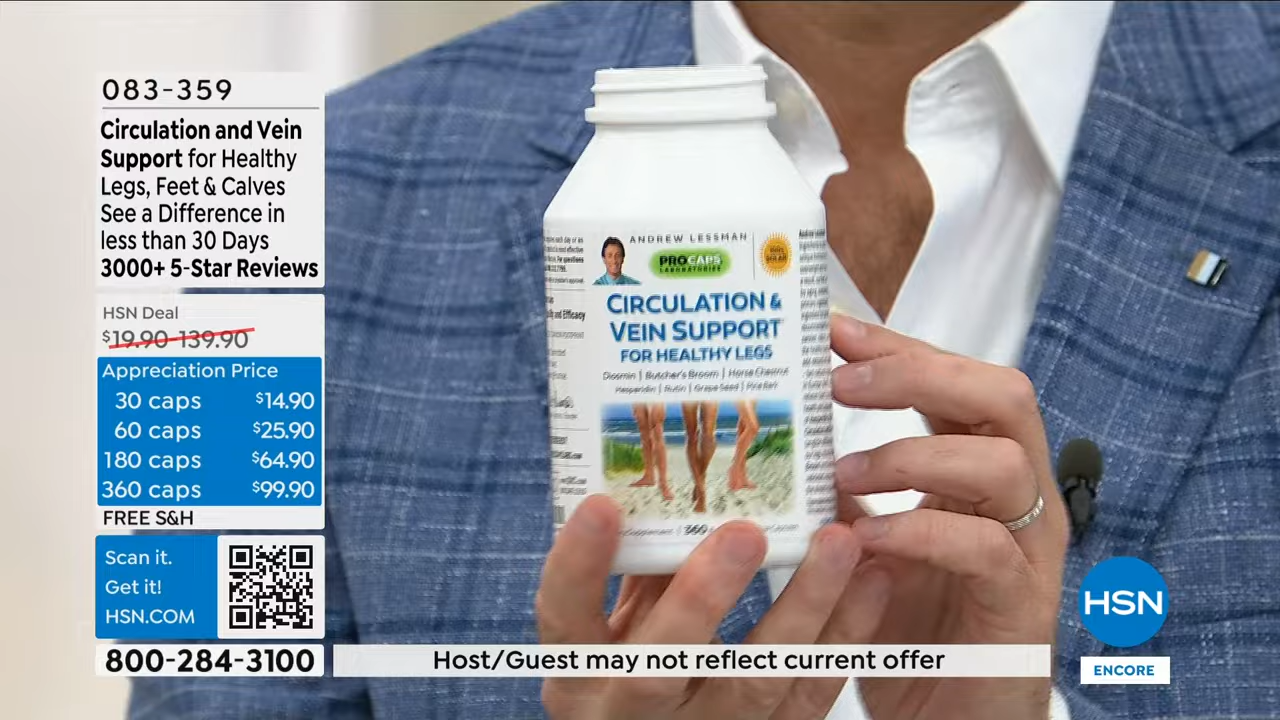 083-359
Circulation and Vein
Support for Healthy
Legs, Feet & Calves
See a Difference in
less than 30 Days
3000+ 5-Star Reviews
HSN Deal
$19.90-139.90
Appreciation Price
30 caps $14.90
60 caps $25.90
180 caps $64.90
360 caps $99.90
FREE S&H
Scan it.
Get it!
HSN.COM
800-284-3100
Host/Guest may not reflect current offer
HSN
ENCORE
ANDREW LESSMAN
PROCAPS
LABORATORIES
CIRCULATION &
VEIN SUPPORT
FOR HEALTHY LEGS
Diosmin | Butcher's Broom | Horse Chestnut
Hesperidin | Rutin | Grape Seed | Pine Bark
360